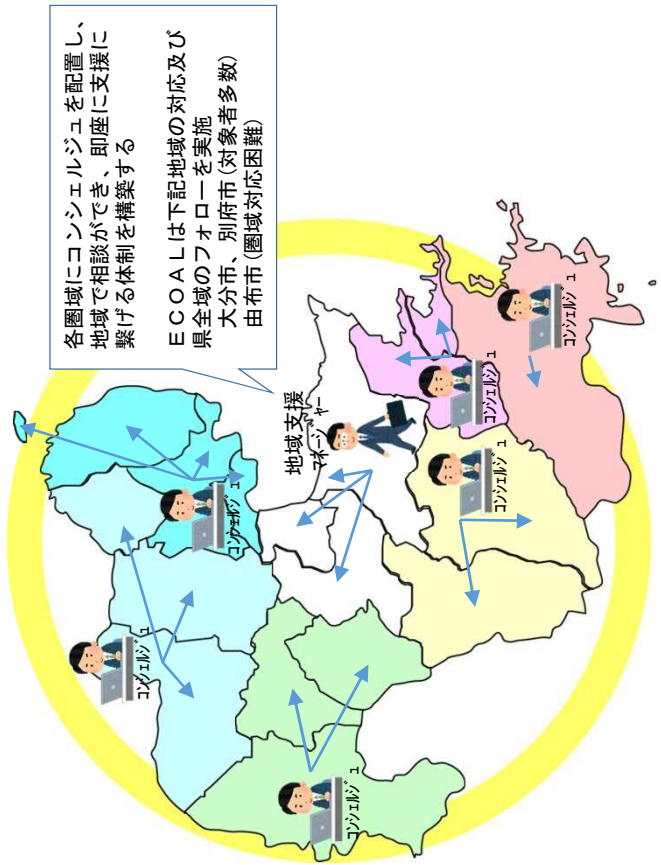 各圏域にコンシェルジュを配置し、
地域で相談ができ、即座に支援に
繋げる体制を構築する
ＥＣＯＡＬは下記地域の対応及び
県全域のフォローを実施
大分市、別府市(対象者多数)
由布市(圏域対応困難)
地域支援
ﾏﾈｰｼﾞｬｰ
ｺﾝｼｪﾙｼﾞｭ
ｺﾝｼｪﾙｼﾞｭ
ｺﾝｼｪﾙｼﾞｭ
ｺﾝｼｪﾙｼﾞｭ
ｺﾝｼｪﾙｼﾞｭ
ｺﾝｼｪﾙｼﾞｭ